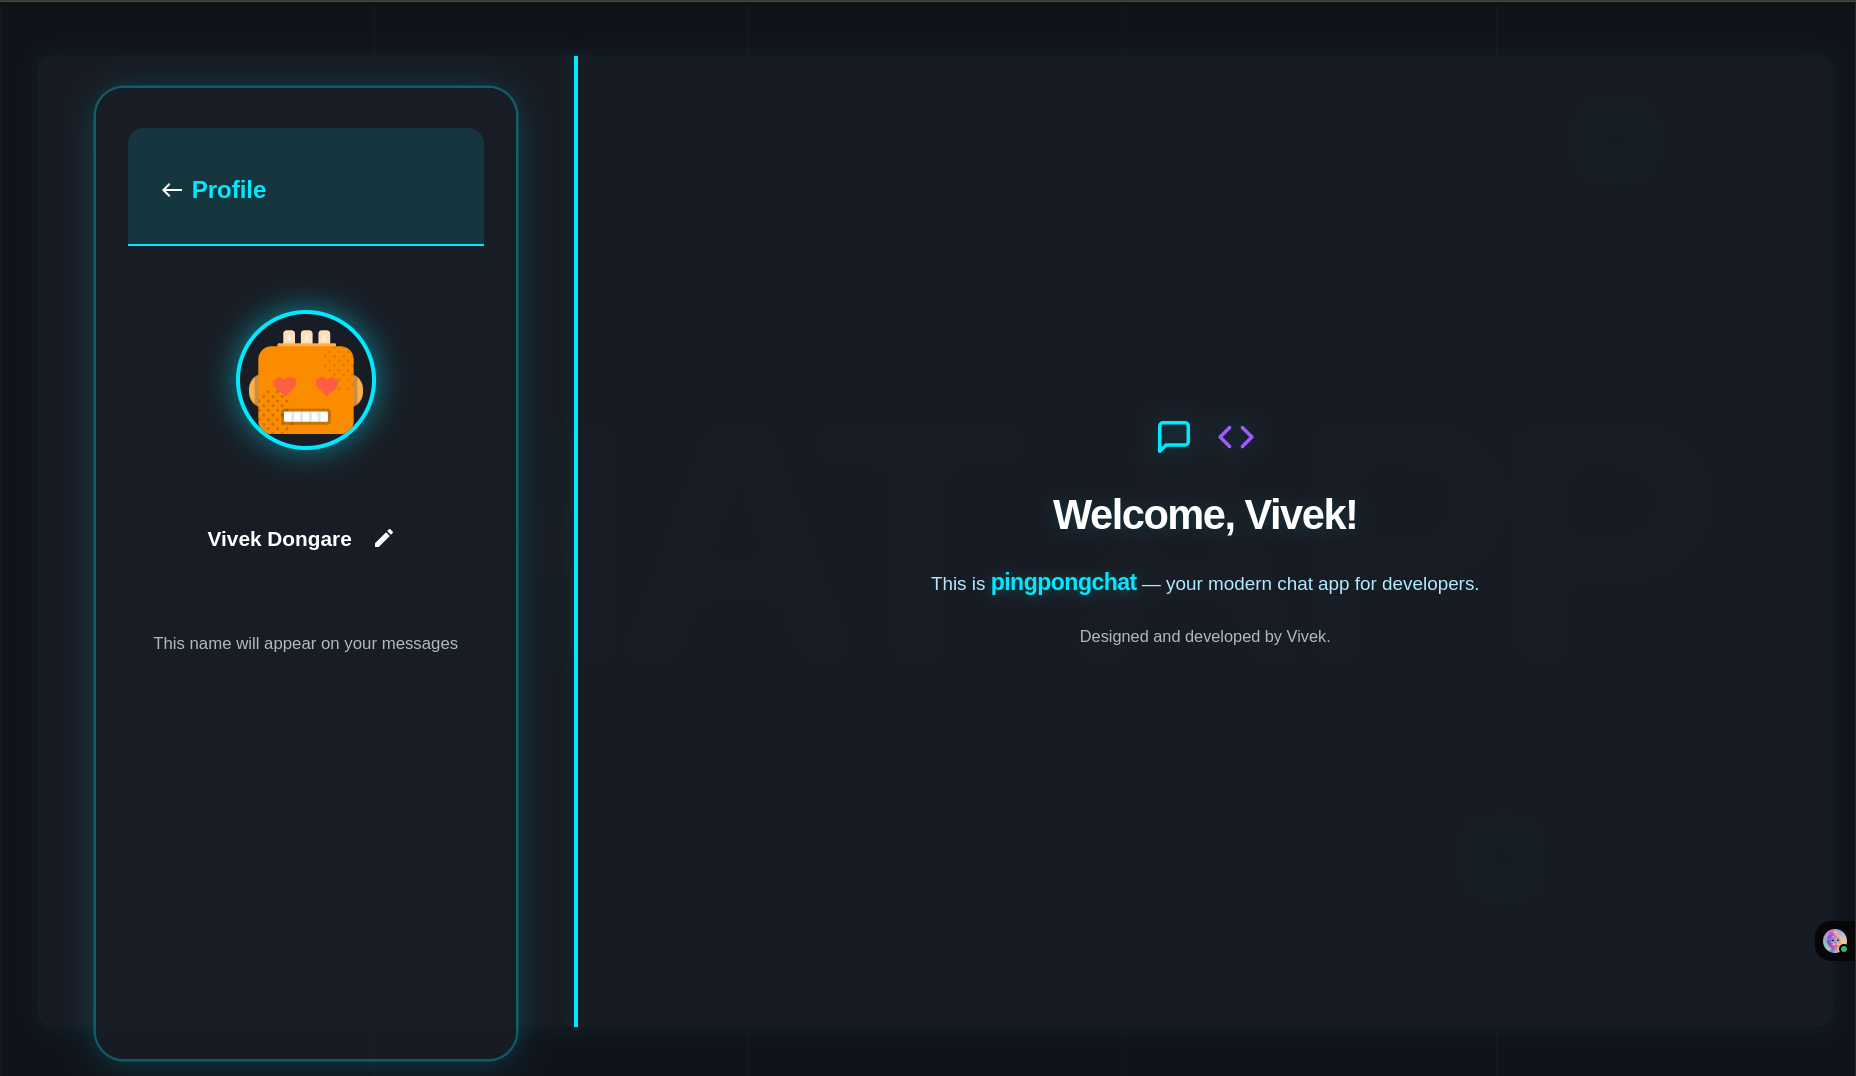 Profile
Vivek Dongare
This name will appear on your messages
Welcome, Vivek!
This is pingpongchat — your modern chat app for developers.
Designed and developed by Vivek.